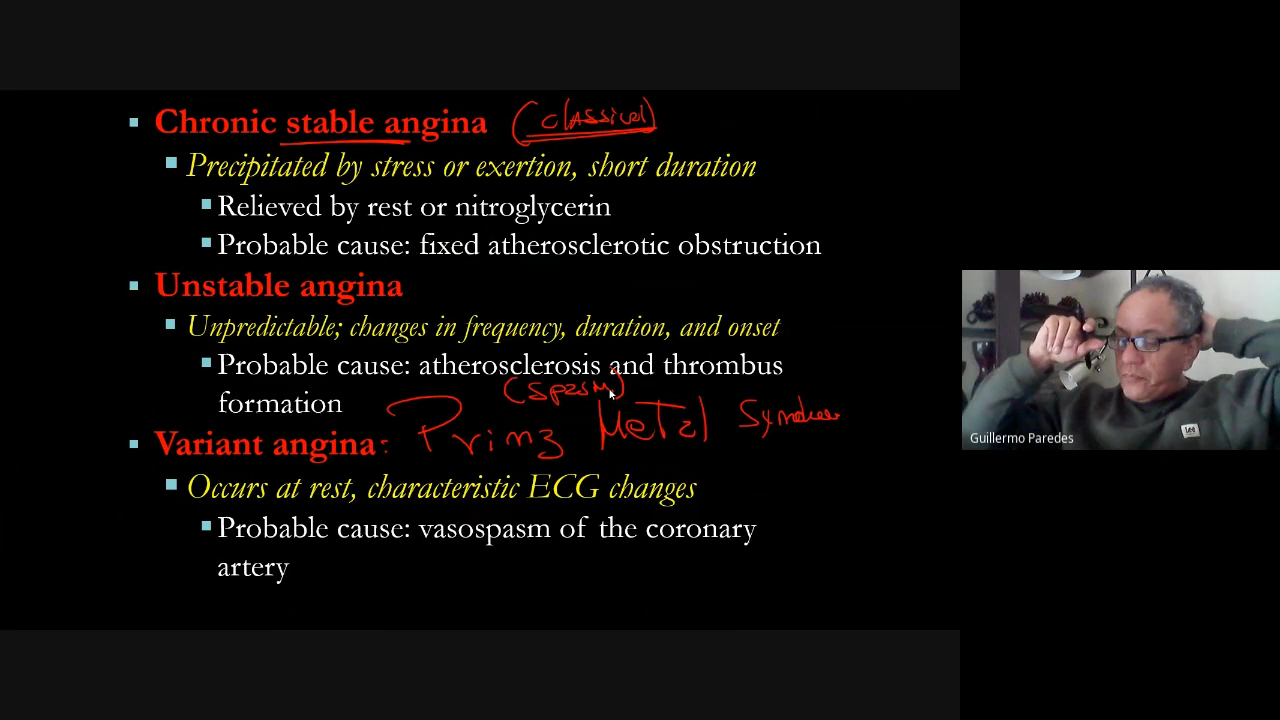 Chronic stable angina (classical)
Precipitated by stress or exertion, short duration
Relieved by rest or nitroglycerin
Probable cause: fixed atherosclerotic obstruction
Unstable angina
Unpredictable; changes in frequency, duration, and onset
Probable cause: atherosclerosis and thrombus
formation
(spasm)
Variant angina: Prinz Metal
Occurs at rest, characteristic ECG changes
Probable cause: vasospasm of the coronary
artery
Lee
Guillermo Paredes